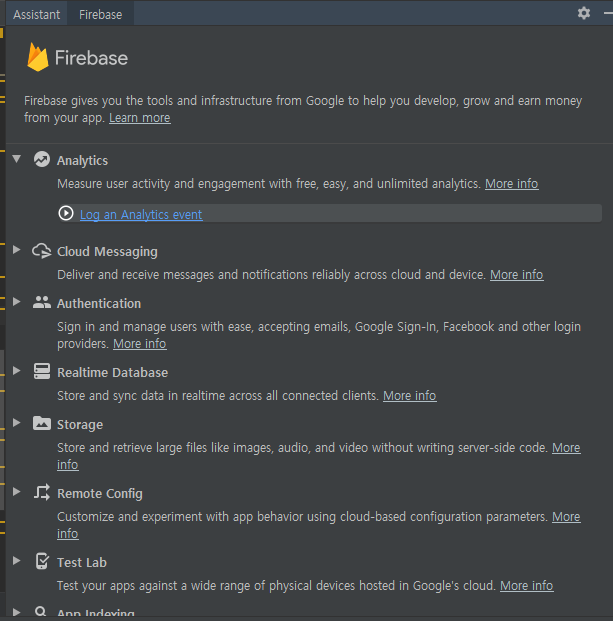 Assistant Firebase
Firebase
Firebase gives you the tools and infrastructure from Google to help you develop, grow and earn money
from your app. Learn more
Analytics
Measure user activity and engagement with free, easy, and unlimited analytics. More info
Log an Analytics event
Cloud Messaging
Deliver and receive messages and notifications reliably across cloud and device. More info
Authentication
Sign in and manage users with ease, accepting emails, Google Sign-In, Facebook and other login
providers. More info
Realtime Database
Store and sync data in realtime across all connected clients. More info
Storage
Store and retrieve large files like images, audio, and video without writing server-side code. More
info
Remote Config
Customize and experiment with app behavior using cloud-based configuration parameters. More
info
Test Lab
Test your apps against a wide range of physical devices hosted in Google's cloud. More info
App Indexing